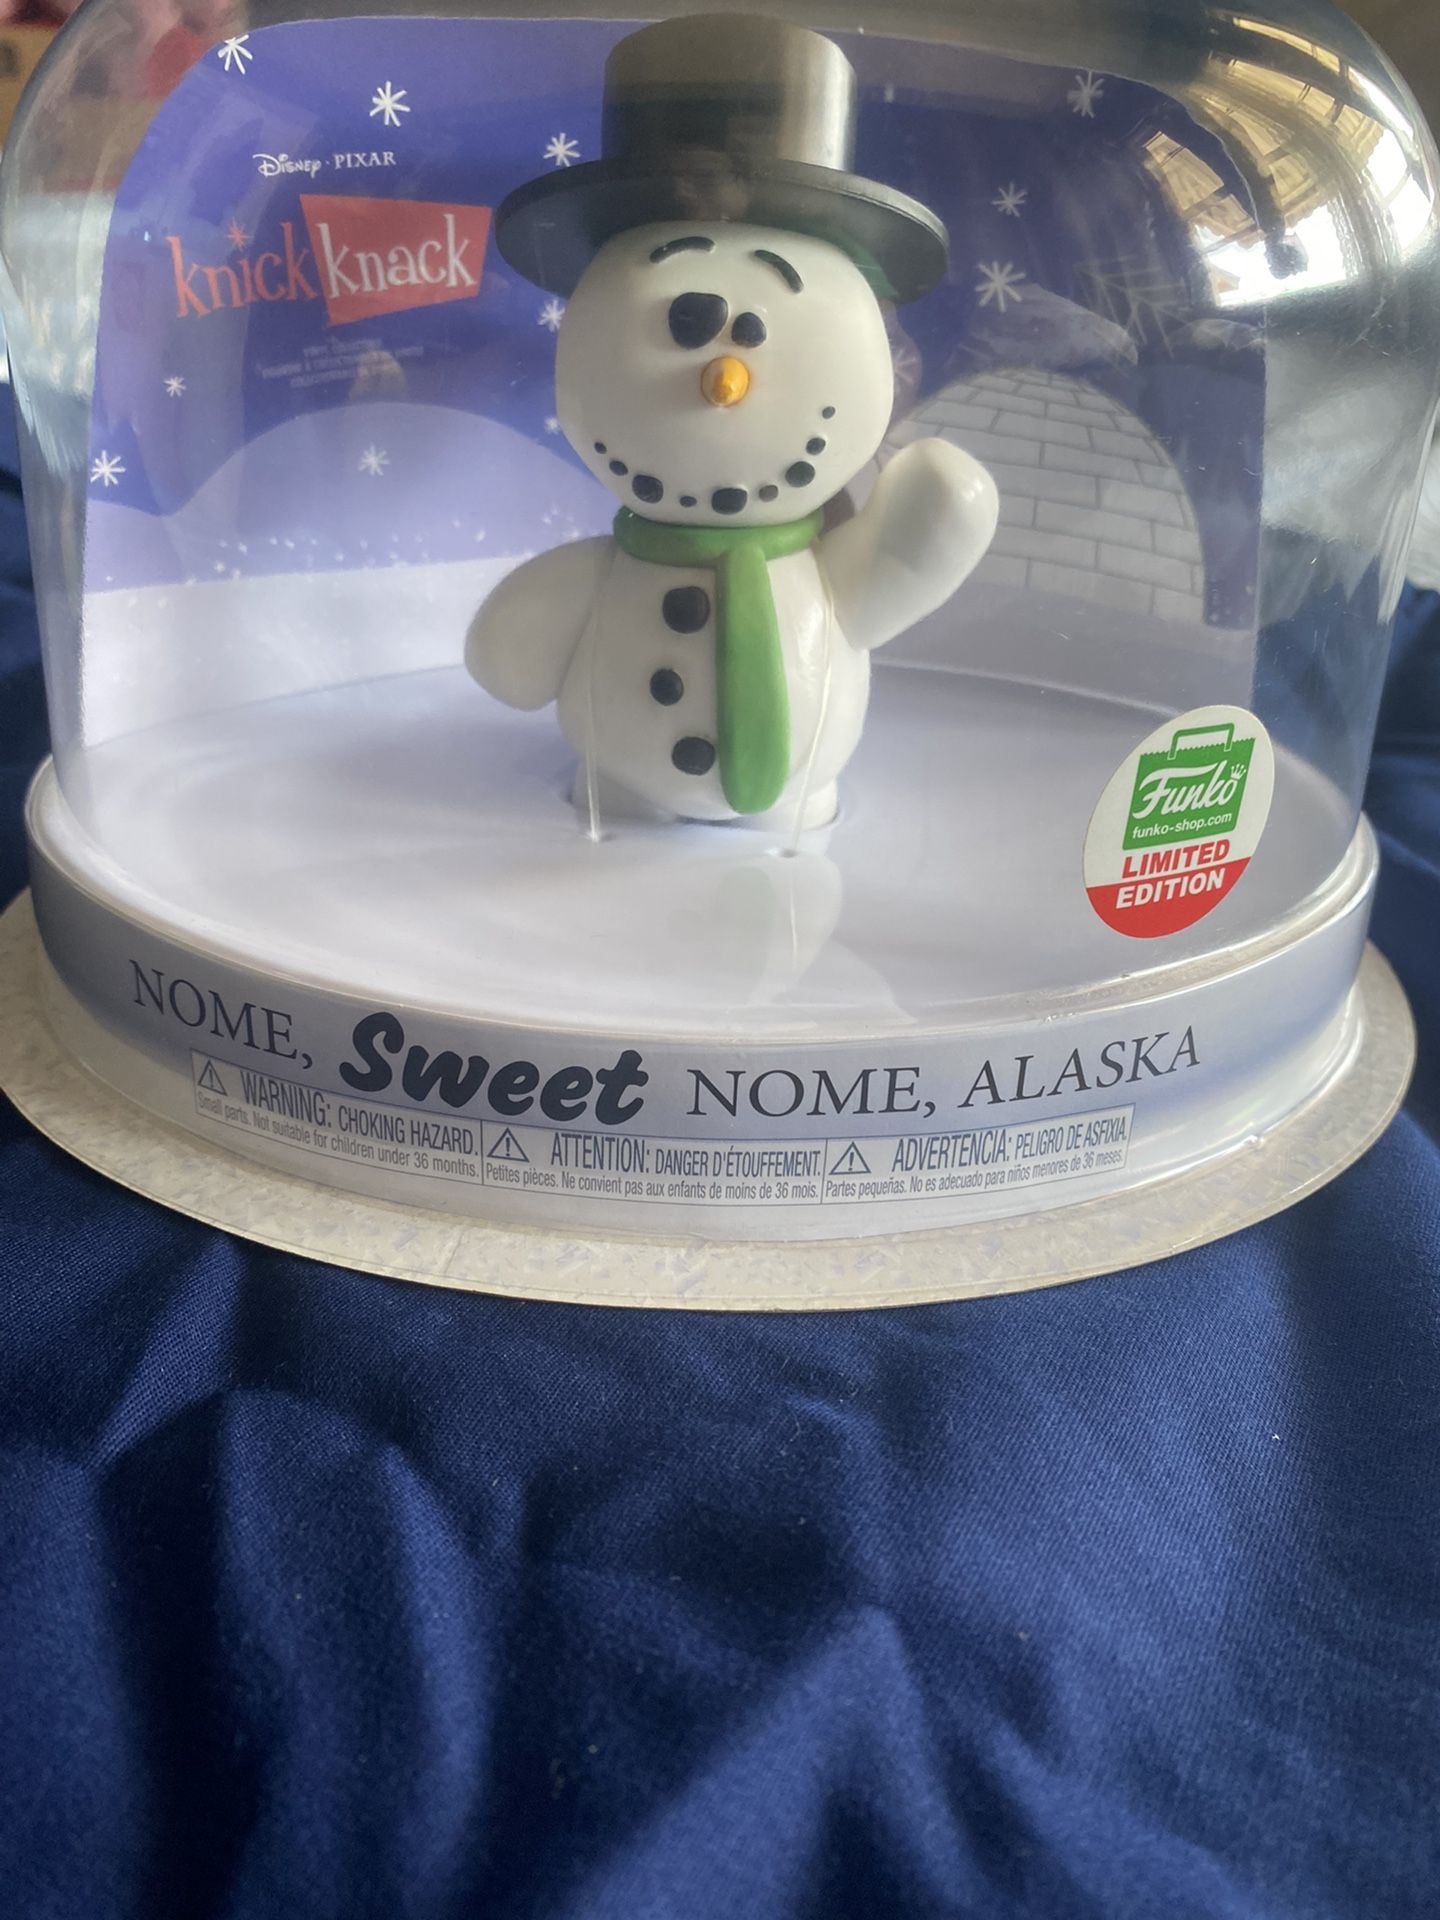 Disney · PIXAR
knick knack
Funko
funko-shop.com
LIMITED
EDITION
NOME, Sweet NOME, ALASKA
WARNING: CHOKING HAZARD.
Small parts. Not suitable for children under 36 months.
ATTENTION: DANGER D'ÉTOUFFEMENT.
Petites pièces. Ne convient pas aux enfants de moins de 36 mois.
ADVERTENCIA: PELIGRO DE ASFIXIA.
Partes pequeñas. No es adecuado para niños menores de 36 meses.